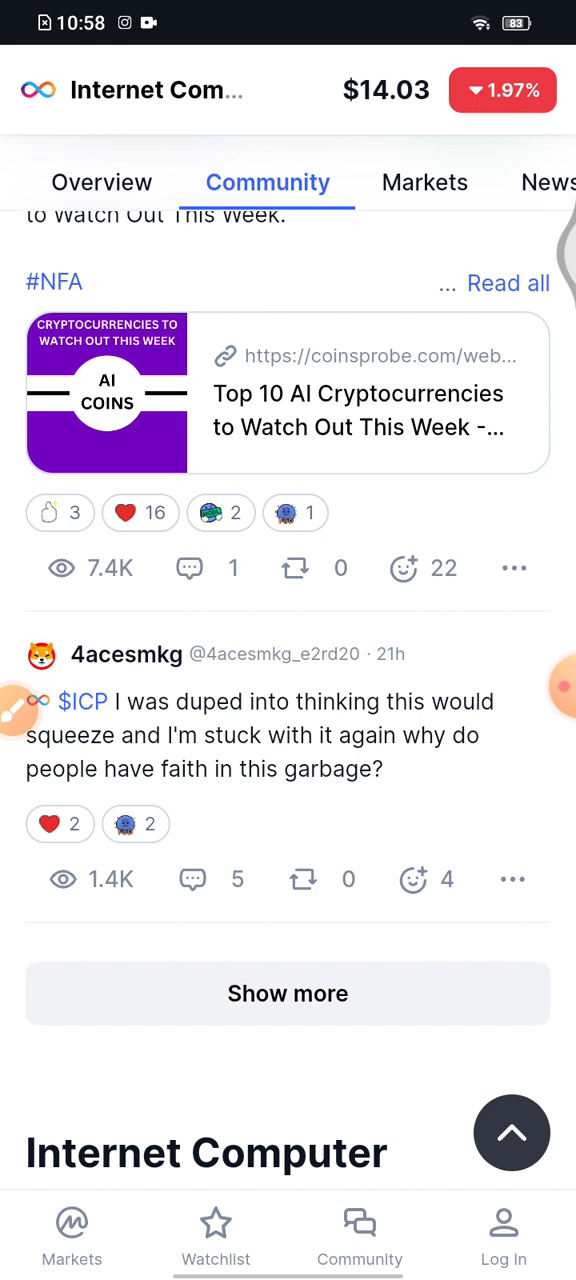 10:58
83
Internet Com...
$14.03
1.97%
Overview
Community
Markets
News
to Watch Out This Week.
#NFA
... Read all
CRYPTOCURRENCIES TO
WATCH OUT THIS WEEK
AI
COINS
https://coinsprobe.com/web...
Top 10 AI Cryptocurrencies
to Watch Out This Week -...
3
16
2
1
7.4K
1
0
22
4acesmkg @4acesmkg_e2rd20 · 21h
$ICP I was duped into thinking this would
squeeze and I'm stuck with it again why do
people have faith in this garbage?
2
2
1.4K
5
0
4
Show more
Internet Computer
Markets
Watchlist
Community
Log In